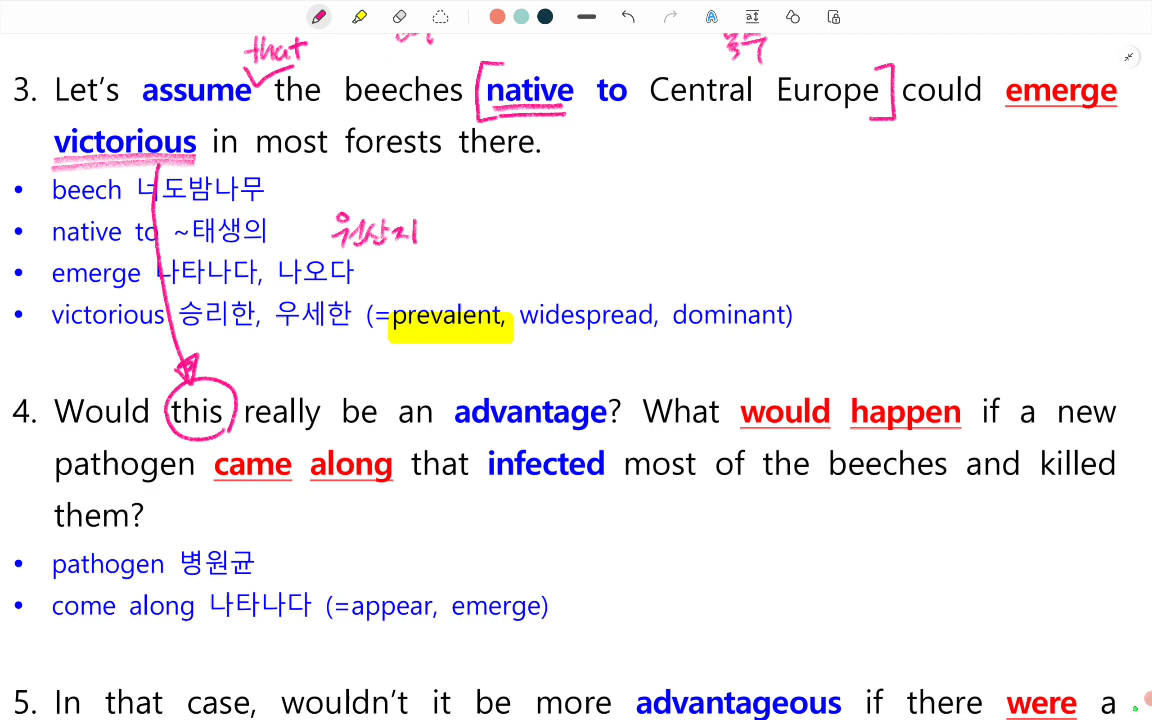 that
3. Let's assume the beeches [native to Central Europe] could emerge
victorious in most forests there.
• beech 너도밤나무
• native to ~태생의 원산지
• emerge 나타나다, 나오다
• victorious 승리한, 우세한 (=prevalent, widespread, dominant)
4. Would this really be an advantage? What would happen if a new
pathogen came along that infected most of the beeches and killed
them?
• pathogen 병원균
• come along 나타나다 (=appear, emerge)
5. In that case, wouldn't it be more advantageous if there were a